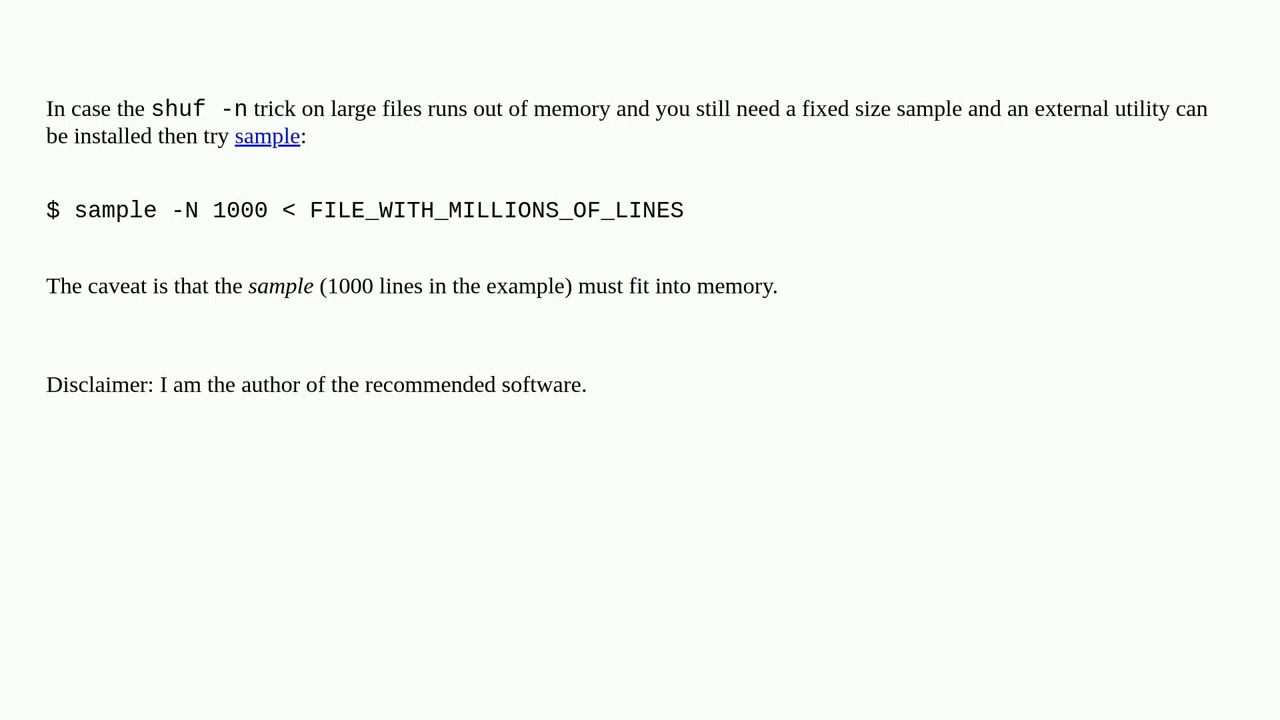 In case the shuf -n trick on large files runs out of memory and you still need a fixed size sample and an external utility can
be installed then try sample:
$ sample -N 1000 < FILE_WITH_MILLIONS_OF_LINES
The caveat is that the sample (1000 lines in the example) must fit into memory.
Disclaimer: I am the author of the recommended software.